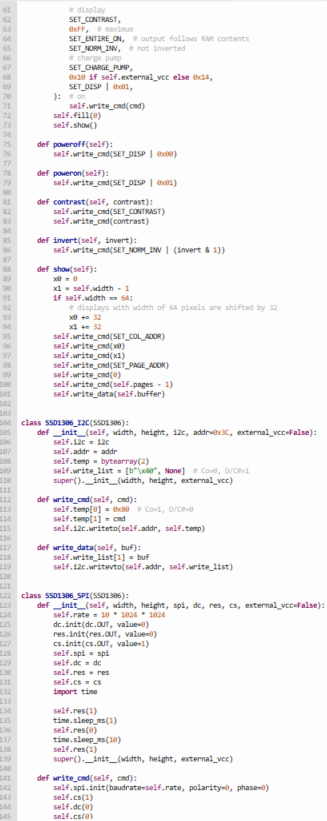 61             # display
62             SET_CONTRAST,
63             0xFF,  # maximum
64             SET_ENTIRE_ON,  # output follows RAM contents
65             SET_NORM_INV,  # not inverted
66             # charge pump
67             SET_CHARGE_PUMP,
68             0x10 if self.external_vcc else 0x14,
69             SET_DISP | 0x01,
70         ):  # on
71             self.write_cmd(cmd)
72         self.fill(0)
73         self.show()
74
75     def poweroff(self):
76         self.write_cmd(SET_DISP | 0x00)
77
78     def poweron(self):
79         self.write_cmd(SET_DISP | 0x01)
80
81     def contrast(self, contrast):
82         self.write_cmd(SET_CONTRAST)
83         self.write_cmd(contrast)
84
85     def invert(self, invert):
86         self.write_cmd(SET_NORM_INV | (invert & 1))
87
88     def show(self):
89         x0 = 0
90         x1 = self.width - 1
91         if self.width == 64:
92             # displays with width of 64 pixels are shifted by 32
93             x0 += 32
94             x1 += 32
95         self.write_cmd(SET_COL_ADDR)
96         self.write_cmd(x0)
97         self.write_cmd(x1)
98         self.write_cmd(SET_PAGE_ADDR)
99         self.write_cmd(0)
100         self.write_cmd(self.pages - 1)
101         self.write_data(self.buffer)
102
103
104 class SSD1306_I2C(SSD1306):
105     def __init__(self, width, height, i2c, addr=0x3C, external_vcc=False):
106         self.i2c = i2c
107         self.addr = addr
108         self.temp = bytearray(2)
109         self.write_list = [b"\x40", None]  # Co=0, D/C#=1
110         super().__init__(width, height, external_vcc)
111
112     def write_cmd(self, cmd):
113         self.temp[0] = 0x80  # Co=1, D/C#=0
114         self.temp[1] = cmd
115         self.i2c.writeto(self.addr, self.temp)
116
117     def write_data(self, buf):
118         self.write_list[1] = buf
119         self.i2c.writevto(self.addr, self.write_list)
120
121
122 class SSD1306_SPI(SSD1306):
123     def __init__(self, width, height, spi, dc, res, cs, external_vcc=False):
124         self.rate = 10 * 1024 * 1024
125         dc.init(dc.OUT, value=0)
126         res.init(res.OUT, value=0)
127         cs.init(cs.OUT, value=1)
128         self.spi = spi
129         self.dc = dc
130         self.res = res
131         self.cs = cs
132         import time
133
134         self.res(1)
135         time.sleep_ms(1)
136         self.res(0)
137         time.sleep_ms(10)
138         self.res(1)
139         super().__init__(width, height, external_vcc)
140
141     def write_cmd(self, cmd):
142         self.spi.init(baudrate=self.rate, polarity=0, phase=0)
143         self.cs(1)
144         self.dc(0)
145         self.cs(0)